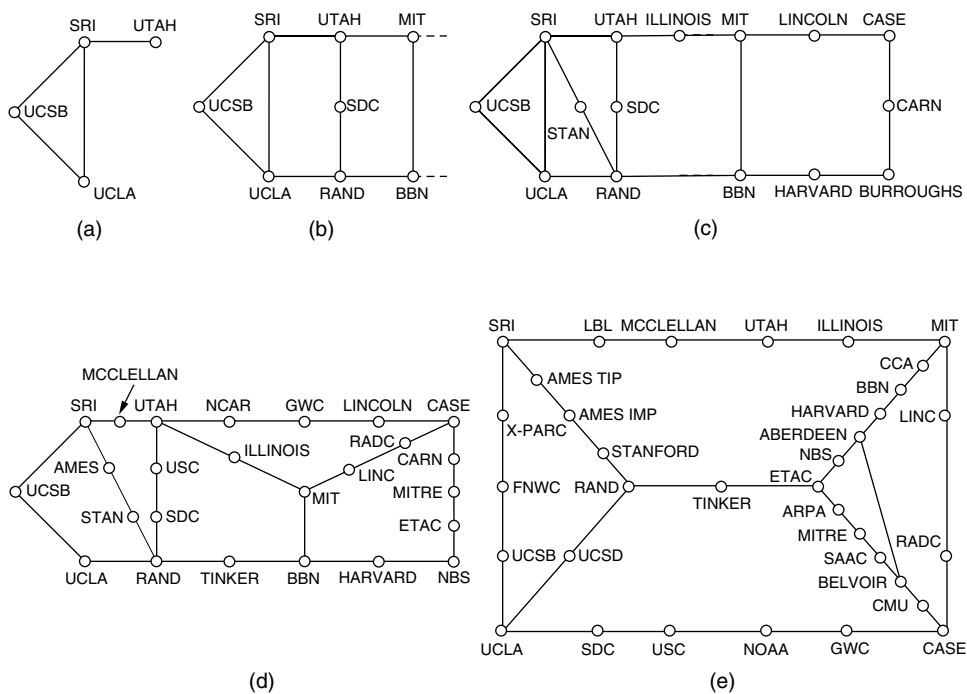 SRI UTAH
UCSB
UCLA
(a)
SRI UTAH MIT
UCSB SDC
UCLA RAND BBN
(b)
SRI UTAH ILLINOIS MIT LINCOLN CASE
UCSB STAN SDC CARN
UCLA RAND BBN HARVARD BURROUGHS
(c)
MCCLELLAN
SRI UTAH NCAR GWC LINCOLN CASE
RADC
ILLINOIS CARN
AMES USC LINC
UCSB MIT MITRE
STAN SDC ETAC
UCLA RAND TINKER BBN HARVARD NBS
(d)
SRI LBL MCCLELLAN UTAH ILLINOIS MIT
CCA
AMES TIP BBN
X-PARC AMES IMP HARVARD LINC
ABERDEEN
STANFORD NBS
FNWC RAND TINKER ETAC
ARPA
MITRE
UCSB UCSD SAAC RADC
BELVOIR
CMU
UCLA SDC USC NOAA GWC CASE
(e)